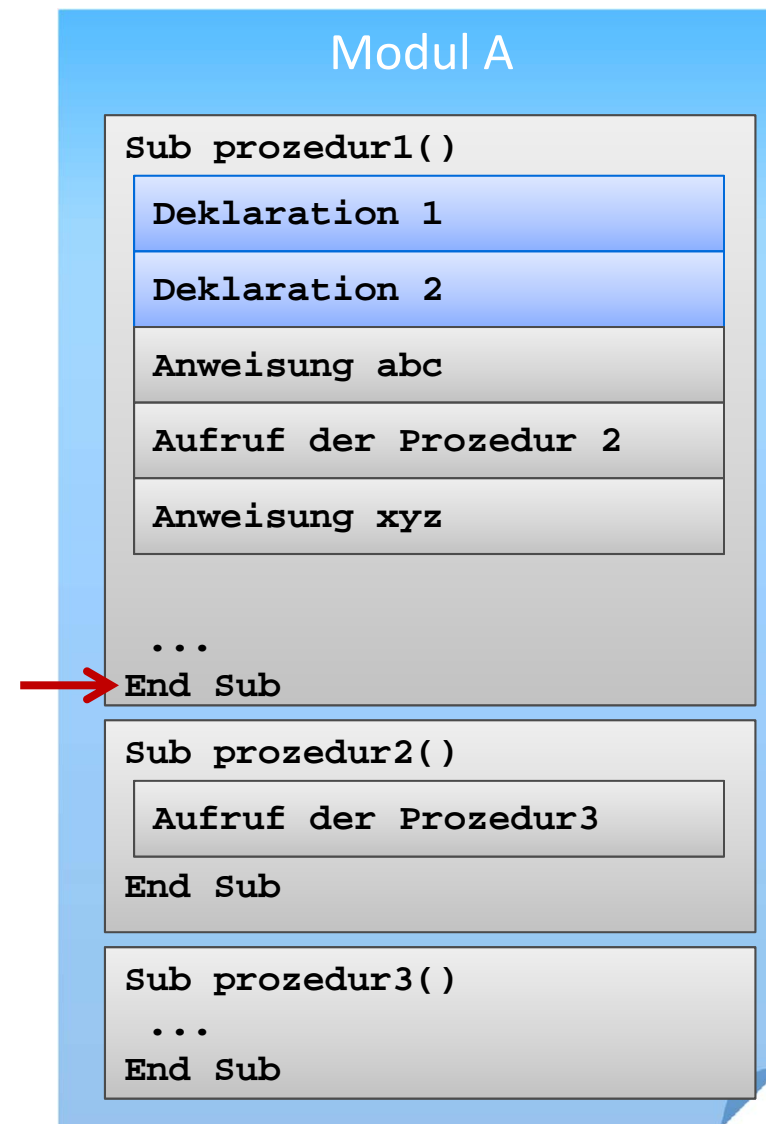 Modul A
Sub prozedur1()
Deklaration 1
Deklaration 2
Anweisung abc
Aufruf der Prozedur 2
Anweisung xyz
...
End Sub
Sub prozedur2()
Aufruf der Prozedur3
End Sub
Sub prozedur3()
...
End Sub